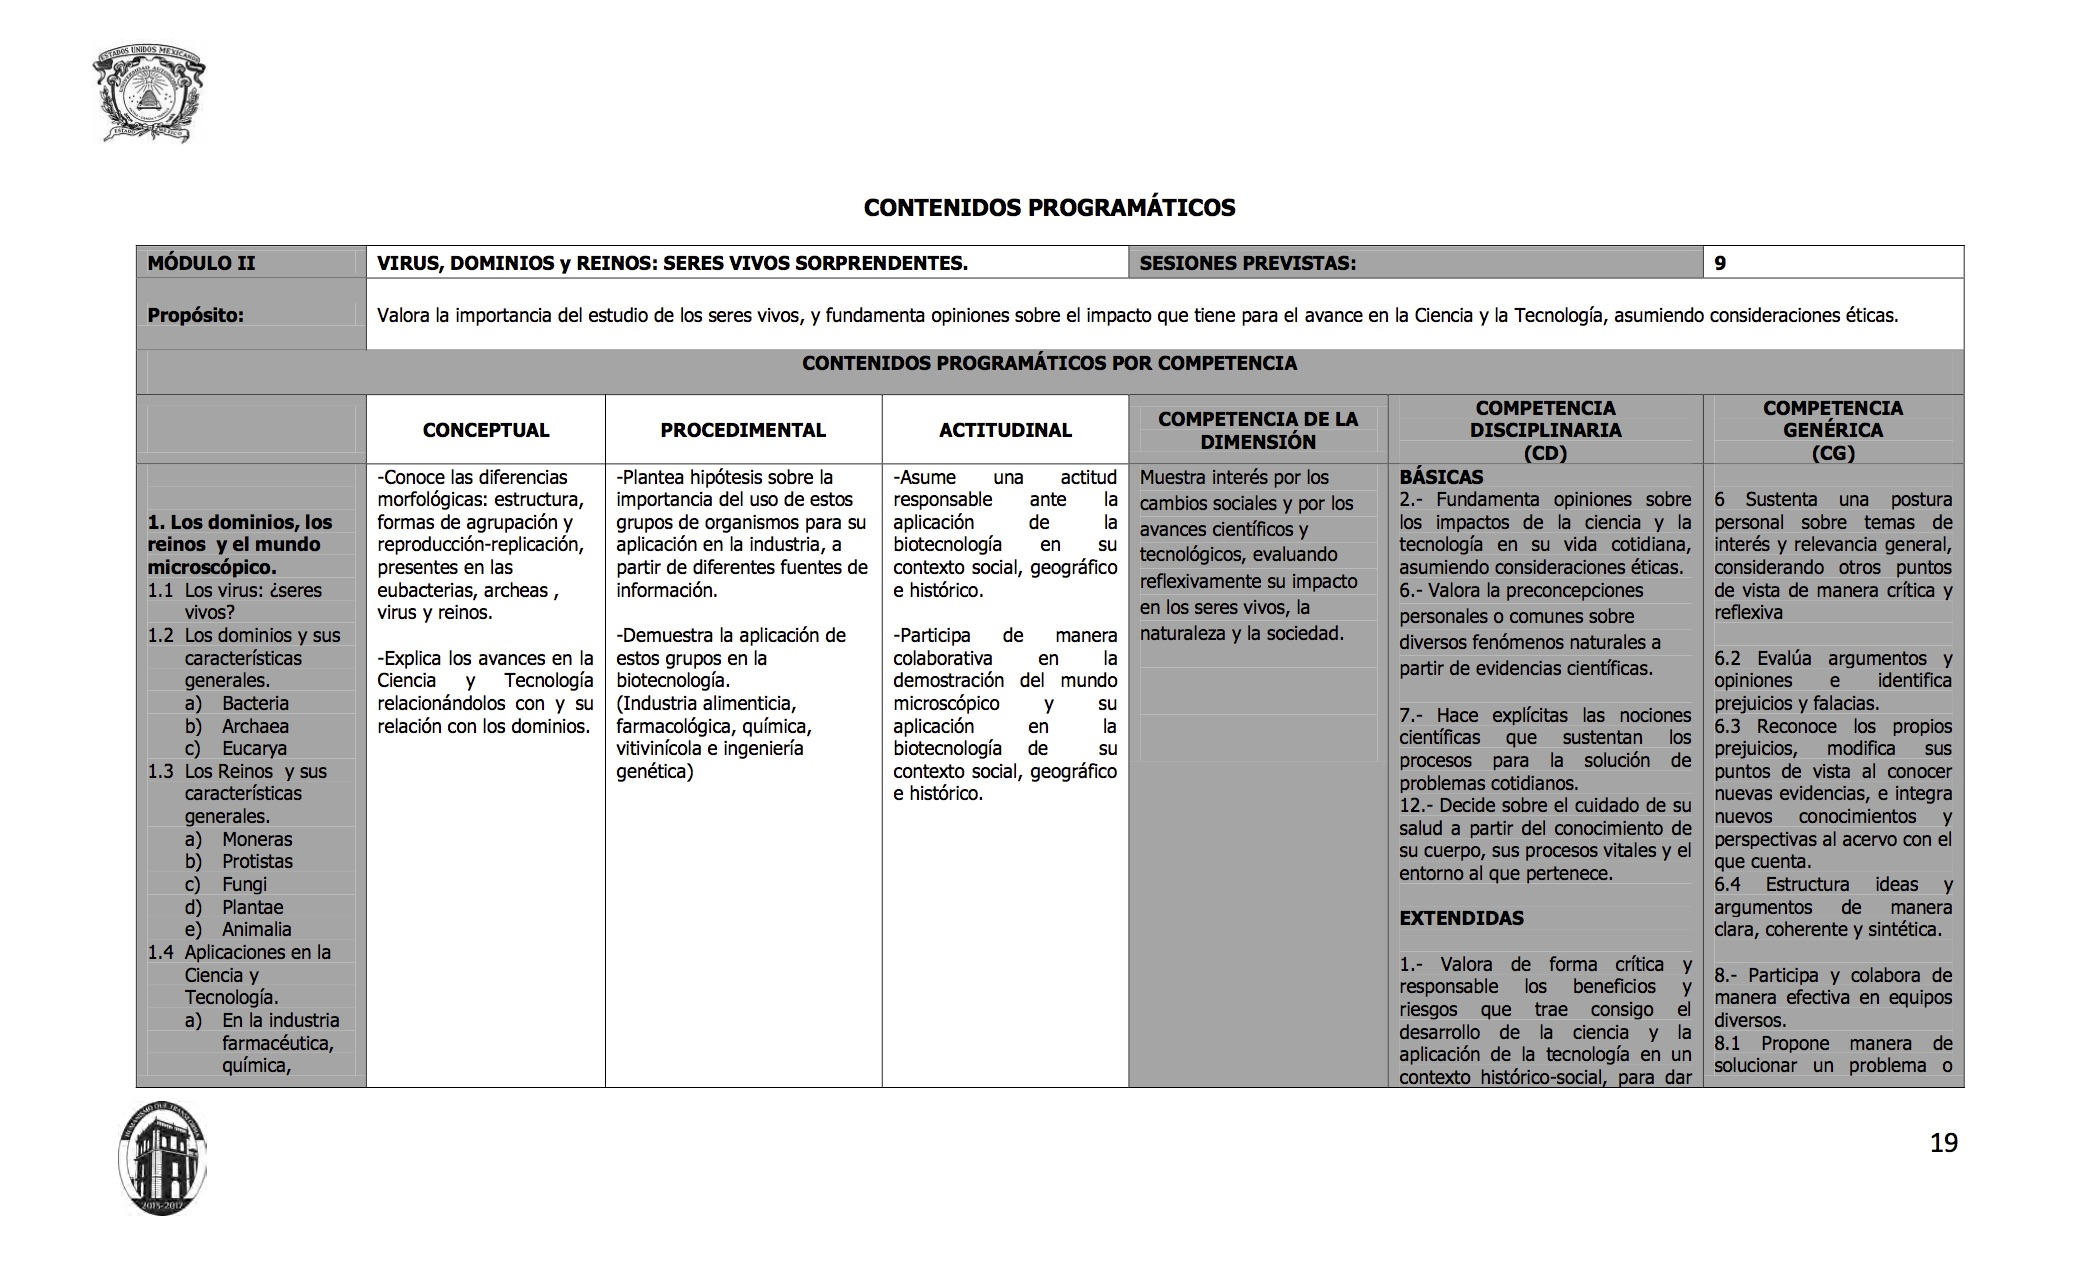 ESTADOS UNIDOS MEXICANOS
ESTADO MÉXICO
CONTENIDOS PROGRAMÁTICOS
MÓDULO II
VIRUS, DOMINIOS y REINOS: SERES VIVOS SORPRENDENTES.
SESIONES PREVISTAS:
9
Propósito:
Valora la importancia del estudio de los seres vivos, y fundamenta opiniones sobre el impacto que tiene para el avance en la Ciencia y la Tecnología, asumiendo consideraciones éticas.
CONTENIDOS PROGRAMÁTICOS POR COMPETENCIA
CONCEPTUAL
PROCEDIMENTAL
ACTITUDINAL
COMPETENCIA DE LA
DIMENSIÓN
COMPETENCIA
DISCIPLINARIA
(CD)
COMPETENCIA
GENÉRICA
(CG)
1. Los dominios, los
reinos y el mundo
microscópico.
1.1 Los virus: ¿seres
vivos?
1.2 Los dominios y sus
características
generales.
a) Bacteria
b) Archaea
c) Eucarya
1.3 Los Reinos y sus
características
generales.
a) Moneras
b) Protistas
c) Fungi
d) Plantae
e) Animalia
1.4 Aplicaciones en la
Ciencia y
Tecnología.
a) En la industria
farmacéutica,
química,
-Conoce las diferencias
morfológicas: estructura,
formas de agrupación y
reproducción-replicación,
presentes en las
eubacterias, archeas ,
virus y reinos.
-Explica los avances en la
Ciencia y Tecnología
relacionándolos con y su
relación con los dominios.
-Plantea hipótesis sobre la
importancia del uso de estos
grupos de organismos para su
aplicación en la industria, a
partir de diferentes fuentes de
información.
-Demuestra la aplicación de
estos grupos en la
biotecnología.
(Industria alimenticia,
farmacológica, química,
vitivinícola e ingeniería
genética)
-Asume una actitud
responsable ante la
aplicación de la
biotecnología en su
contexto social, geográfico
e histórico.
-Participa de manera
colaborativa en la
demostración del mundo
microscópico y su
aplicación en la
biotecnología de su
contexto social, geográfico
e histórico.
Muestra interés por los
cambios sociales y por los
avances científicos y
tecnológicos, evaluando
reflexivamente su impacto
en los seres vivos, la
naturaleza y la sociedad.
BÁSICAS
2.- Fundamenta opiniones sobre
los impactos de la ciencia y la
tecnología en su vida cotidiana,
asumiendo consideraciones éticas.
6.- Valora la preconcepciones
personales o comunes sobre
diversos fenómenos naturales a
partir de evidencias científicas.
7.- Hace explícitas las nociones
científicas que sustentan los
procesos para la solución de
problemas cotidianos.
12.- Decide sobre el cuidado de su
salud a partir del conocimiento de
su cuerpo, sus procesos vitales y el
entorno al que pertenece.
EXTENDIDAS
1.- Valora de forma crítica y
responsable los beneficios y
riesgos que trae consigo el
desarrollo de la ciencia y la
aplicación de la tecnología en un
contexto histórico-social, para dar
6 Sustenta una postura
personal sobre temas de
interés y relevancia general,
considerando otros puntos
de vista de manera crítica y
reflexiva
6.2 Evalúa argumentos y
opiniones e identifica
prejuicios y falacias.
6.3 Reconoce los propios
prejuicios, modifica sus
puntos de vista al conocer
nuevas evidencias, e integra
nuevos conocimientos y
perspectivas al acervo con el
que cuenta.
6.4 Estructura ideas y
argumentos de manera
clara, coherente y sintética.
8.- Participa y colabora de
manera efectiva en equipos
diversos.
8.1 Propone manera de
solucionar un problema o
HUMANISMO QUE TRANSFORMA
2013-2017
19